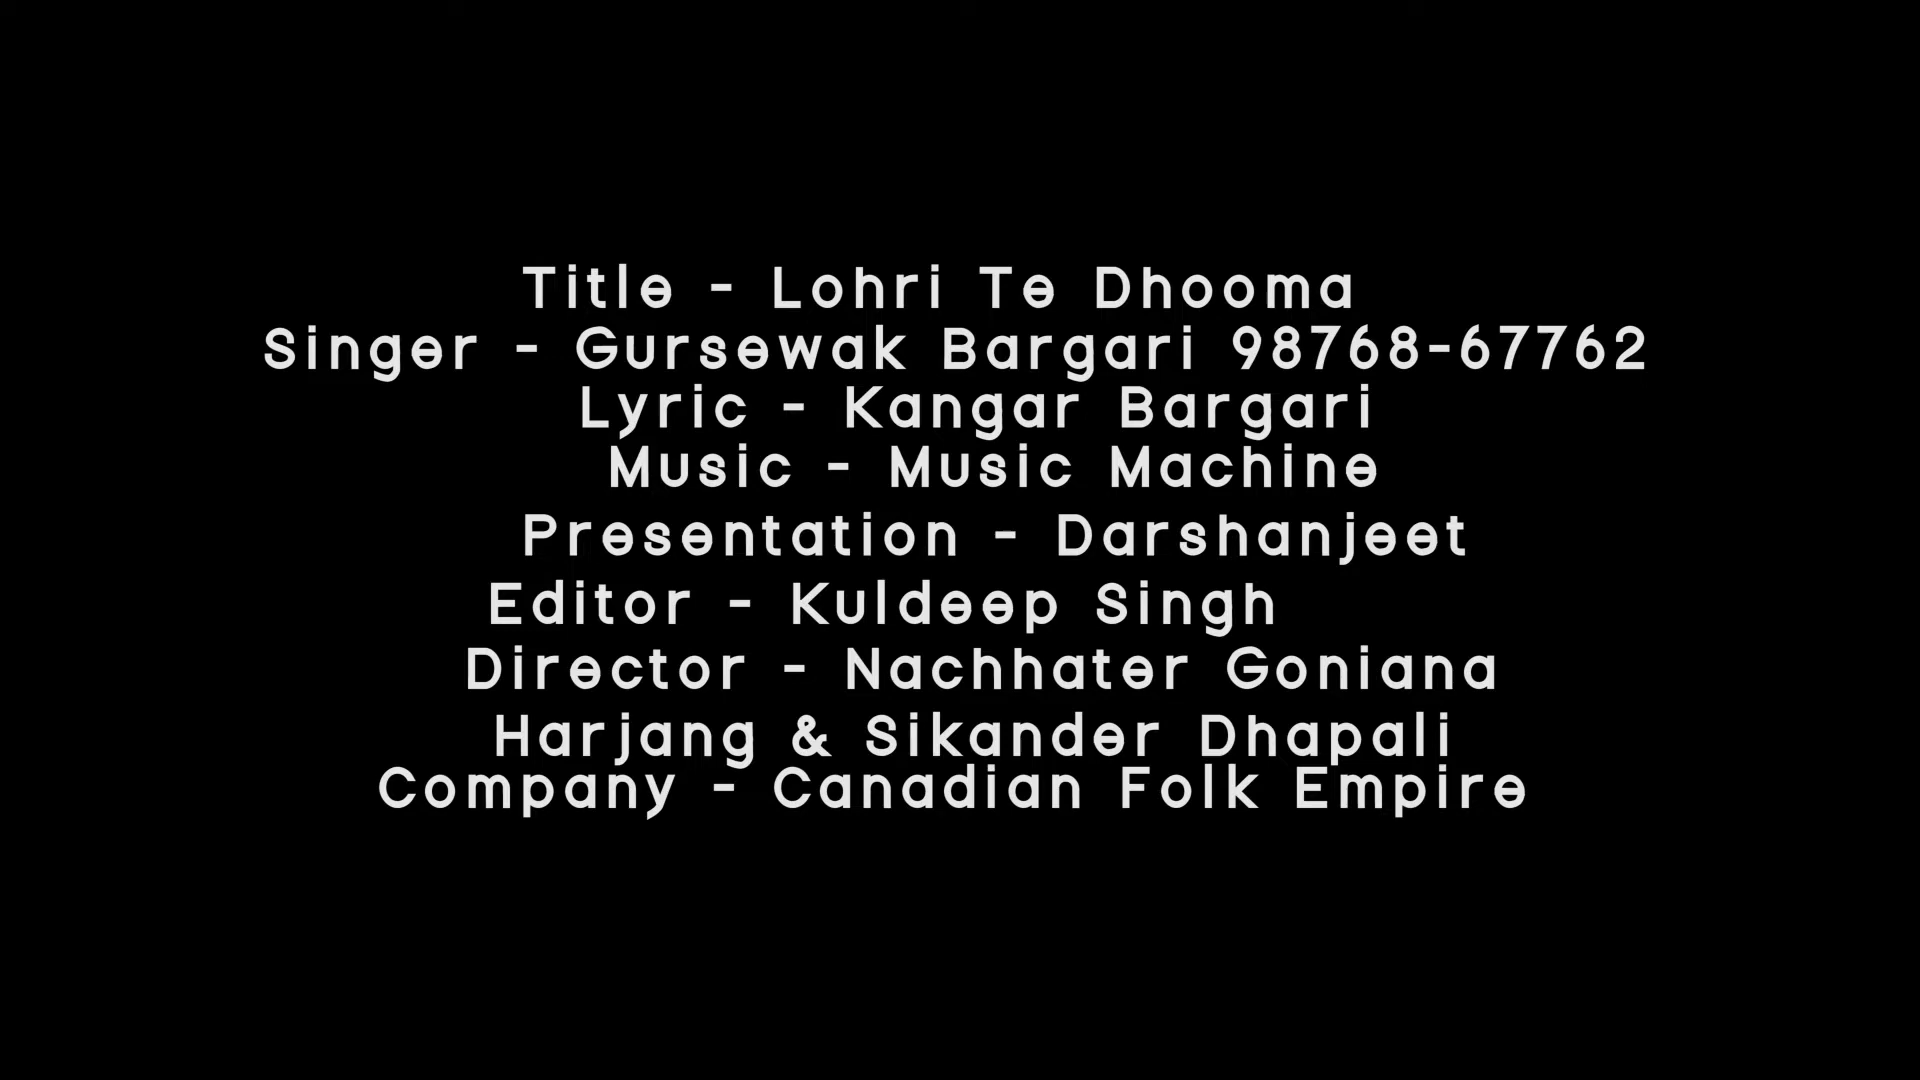 Title - Lohri Te Dhooma
Singer - Gursewak Bargari 98768-67762
Lyric - Kangar Bargari
Music - Music Machine
Presentation - Darshanjeet
Editor - Kuldeep Singh
Director - Nachhater Goniana
Harjang & Sikander Dhapali
Company - Canadian Folk Empire